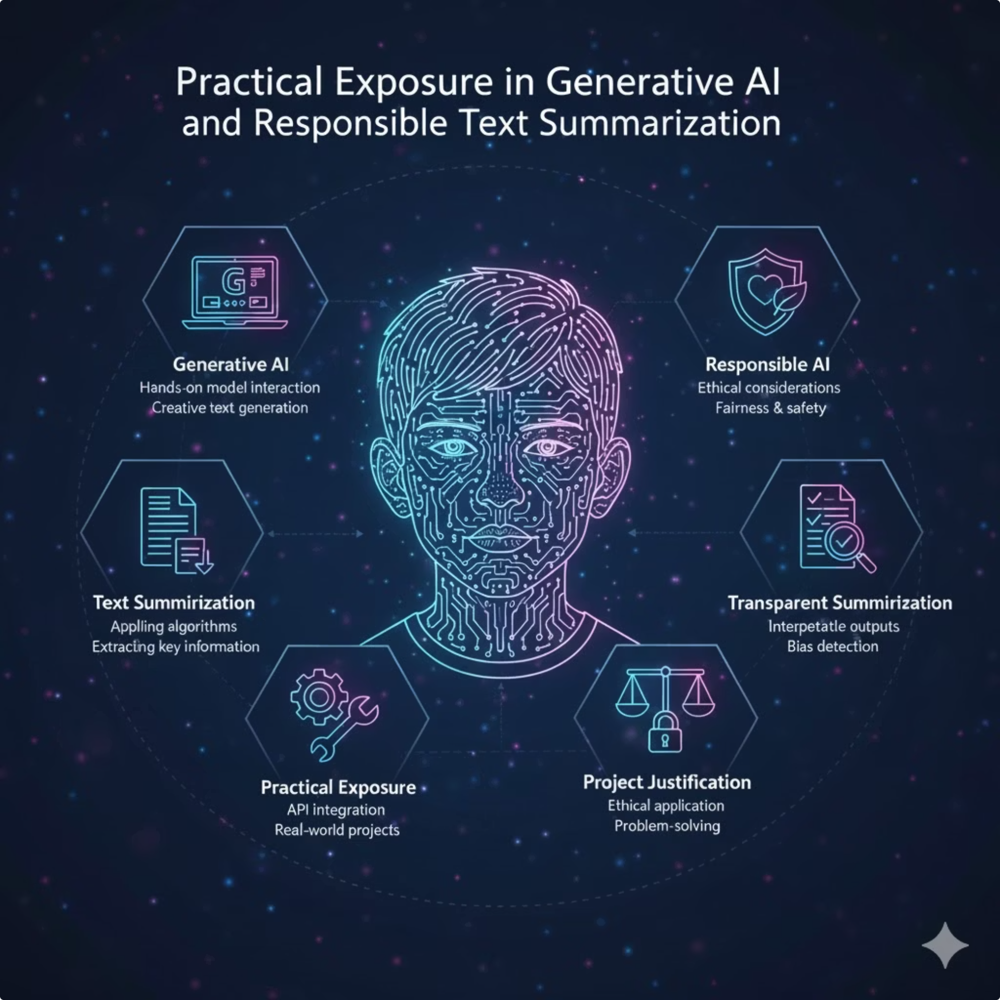 Practical Exposure in Generative AI
and Responsible Text Summarization
Generative AI
Hands-on model interaction
Creative text generation
Responsible AI
Ethical considerations
Fairness & safety
Text Summirization
Applling algorithms
Extracting key information
Transparent Summirization
Interpetatle outputs
Bias detection
Practical Exposure
API integration
Real-world projects
Project Justification
Ethical application
Problem-solving